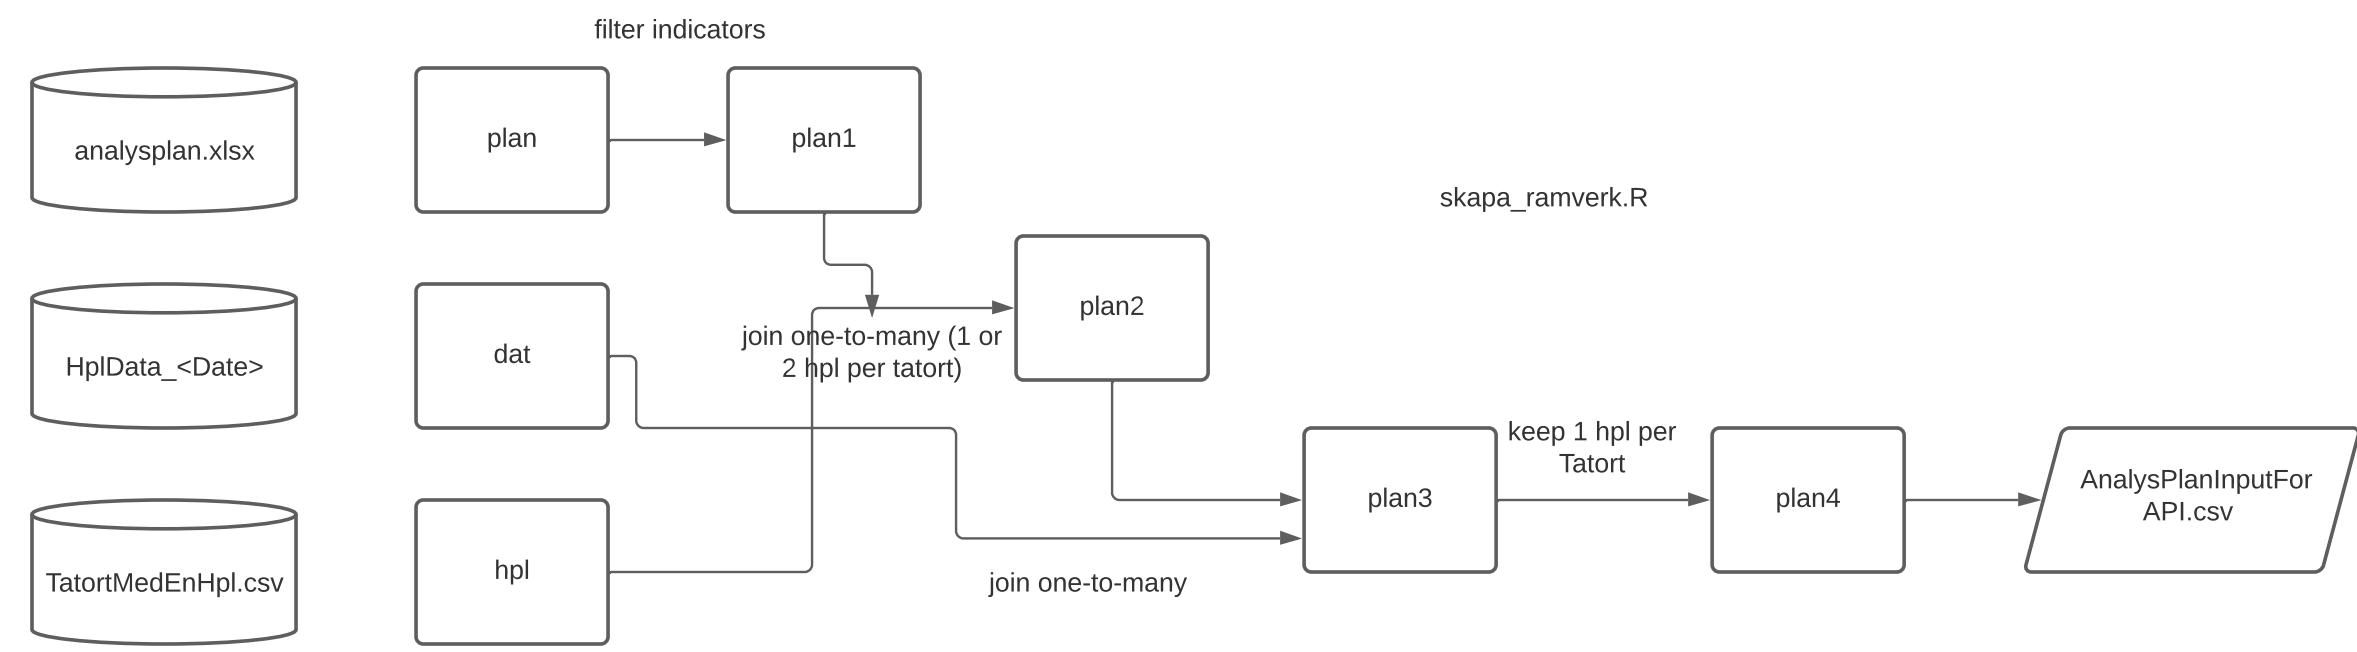 filter indicators
analysplan.xlsx
plan
plan1
skapa_ramverk.R
HplData_<Date>
dat
join one-to-many (1 or
2 hpl per tatort)
plan2
TatortMedEnHpl.csv
hpl
join one-to-many
plan3
keep 1 hpl per
Tatort
plan4
AnalysPlanInputFor
API.csv